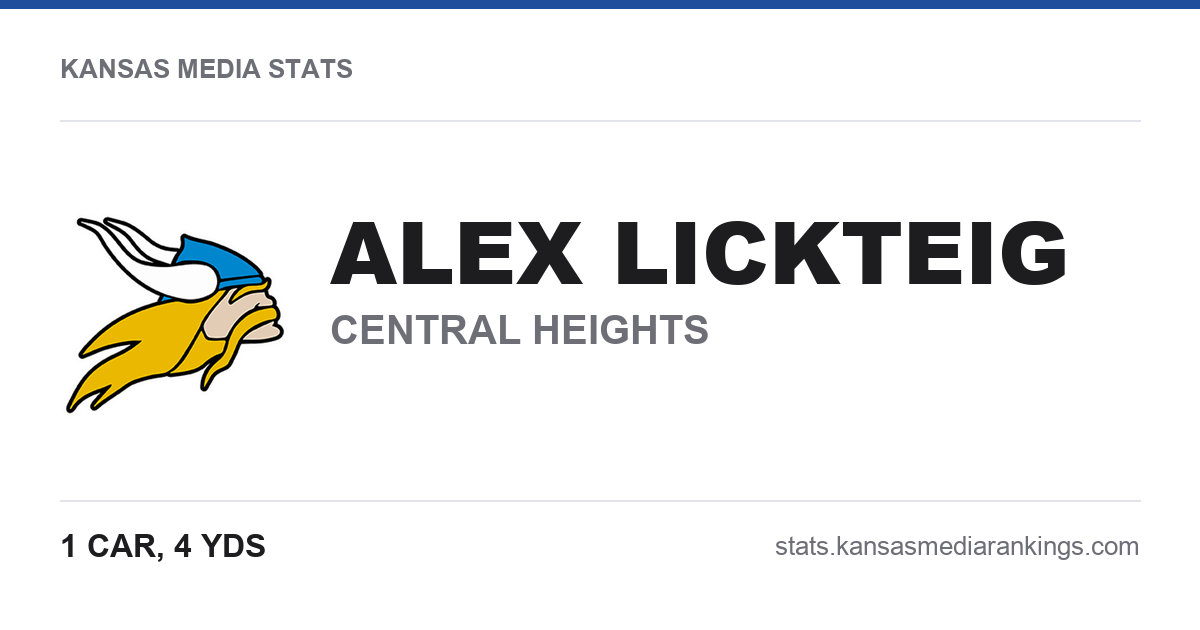 KANSAS MEDIA STATS
ALEX LICKTEIG
CENTRAL HEIGHTS
1 CAR, 4 YDS
stats.kansasmediarankings.com